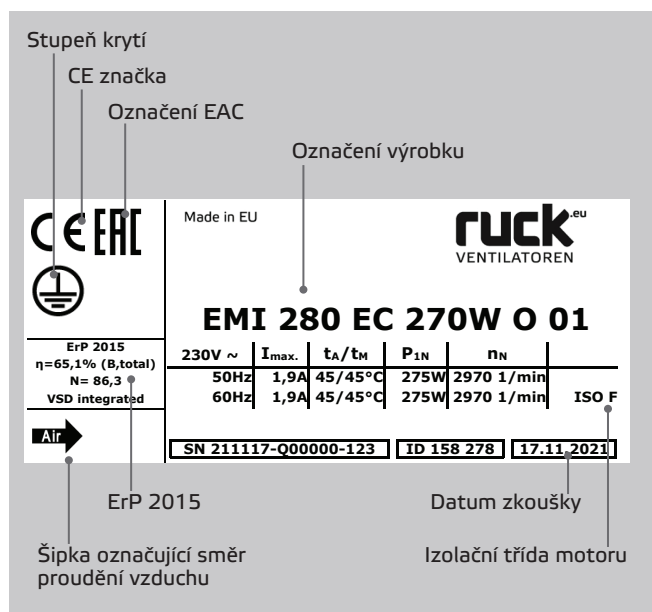 Stupeň krytí
CE značka
Označení EAC
Označení výrobku
CE EAC
Made in EU
ruck.eu
VENTILATOREN
EMI 280 EC 270W O 01
ErP 2015
η=65,1% (B,total)
N= 86,3
VSD integrated
230V ~ Imax. tA/tM P1N nN
50Hz 1,9A 45/45°C 275W 2970 1/min
60Hz 1,9A 45/45°C 275W 2970 1/min ISO F
Air
SN 211117-Q00000-123 ID 158 278 17.11.2021
ErP 2015
Datum zkoušky
Šipka označující směr
proudění vzduchu
Izolační třída motoru